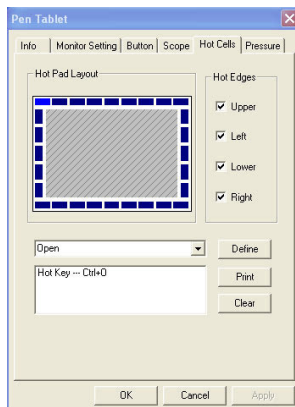 Pen Tablet
Info Monitor Setting Button Scope Hot Cells Pressure
Hot Pad Layout
Hot Edges
Upper
Left
Lower
Right
Open
Define
Hot Key --- Ctrl+O
Print
Clear
OK Cancel Apply